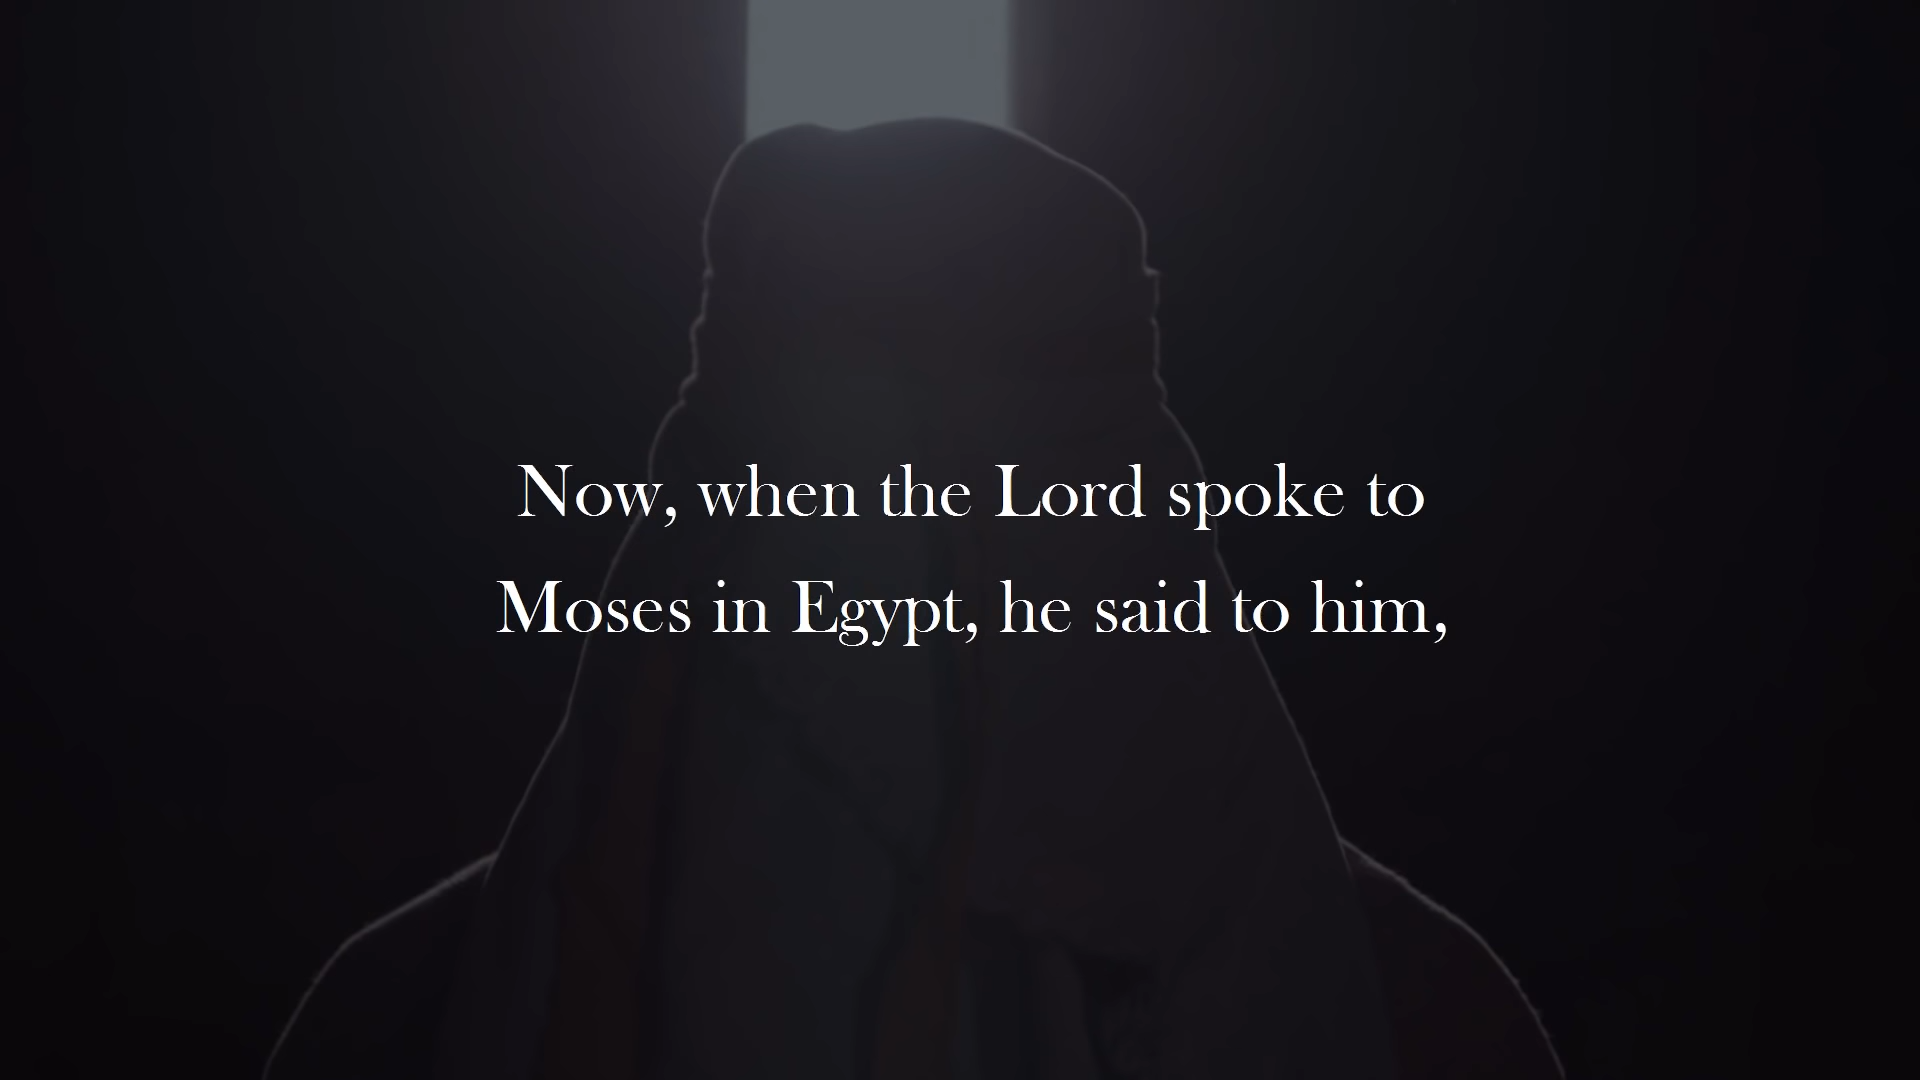 Now, when the Lord spoke to
Moses in Egypt, he said to him,